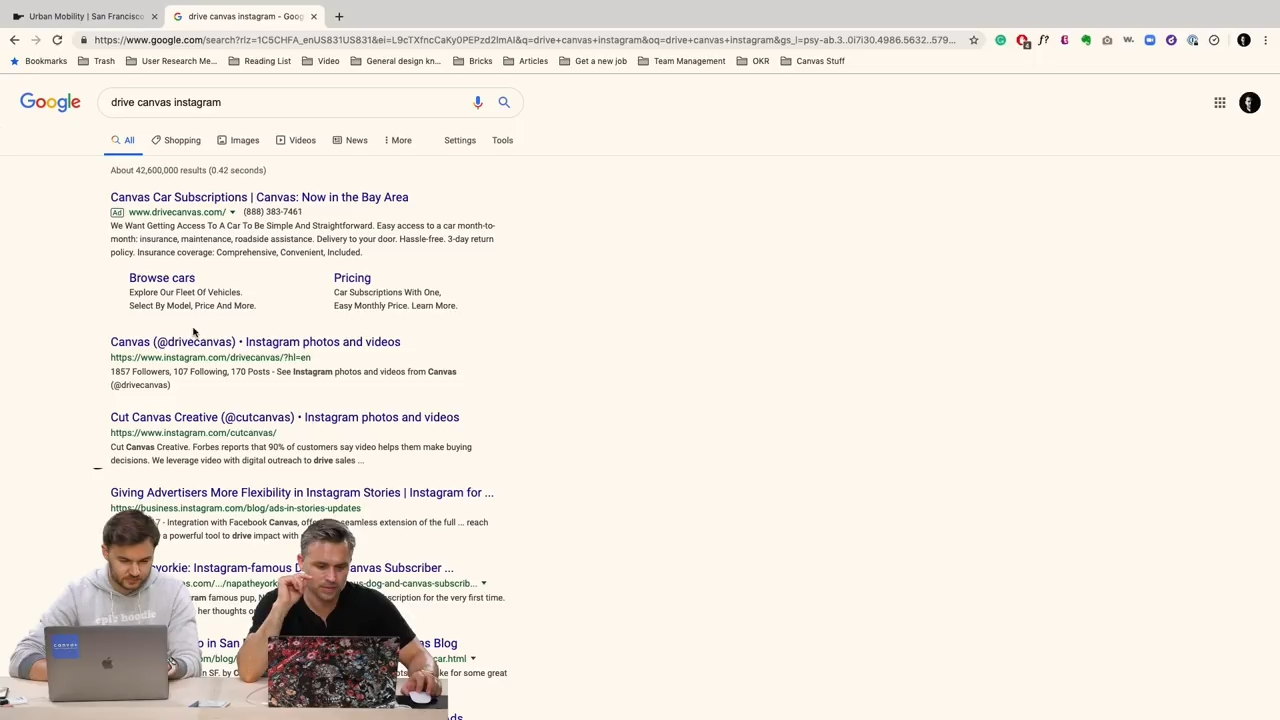 Urban Mobility | San Francisco
drive canvas instagram - Goog
https://www.google.com/search?rlz=1C5CHFA_enUS831US831&ei=L9cTXfncCaKy0PEPzd2lmAI&q=drive+canvas+instagram&oq=drive+canvas+instagram&gs_l=psy-ab.3..0i7i30.4986.5632..579...
Bookmarks Trash User Research Me... Reading List Video General design kn... Bricks Articles Get a new job Team Management OKR Canvas Stuff
Google
drive canvas instagram
All Shopping Images Videos News More Settings Tools
About 42,600,000 results (0.42 seconds)
Canvas Car Subscriptions | Canvas: Now in the Bay Area
Ad www.drivecanvas.com/ (888) 383-7461
We Want Getting Access To A Car To Be Simple And Straightforward. Easy access to a car month-to-
month: insurance, maintenance, roadside assistance. Delivery to your door. Hassle-free. 3-day return
policy. Insurance coverage: Comprehensive, Convenient, Included.
Browse cars Pricing
Explore Our Fleet Of Vehicles. Car Subscriptions With One,
Select By Model, Price And More. Easy Monthly Price. Learn More.
Canvas (@drivecanvas) • Instagram photos and videos
https://www.instagram.com/drivecanvas/?hl=en
1857 Followers, 107 Following, 170 Posts - See Instagram photos and videos from Canvas
(@drivecanvas)
Cut Canvas Creative (@cutcanvas) • Instagram photos and videos
https://www.instagram.com/cutcanvas/
Cut Canvas Creative. Forbes reports that 90% of customers say video helps them make buying
decisions. We leverage video with digital outreach to drive sales ...
Giving Advertisers More Flexibility in Instagram Stories | Instagram for ...
https://business.instagram.com/blog/ads-in-stories-updates
7 - Integration with Facebook Canvas, seamless extension of the full ... reach
a powerful tool to drive impact with
yorkie: Instagram-famous anvas Subscriber ...
es.com/.../napatheyork us-dog-and-canvas-subscrib...
ram famous pup, scription for the very first time.
her thoughts
in San as Blog
om/blog/ car.html
n SF. by ke for some great
ds
epiz hoodie
canvas